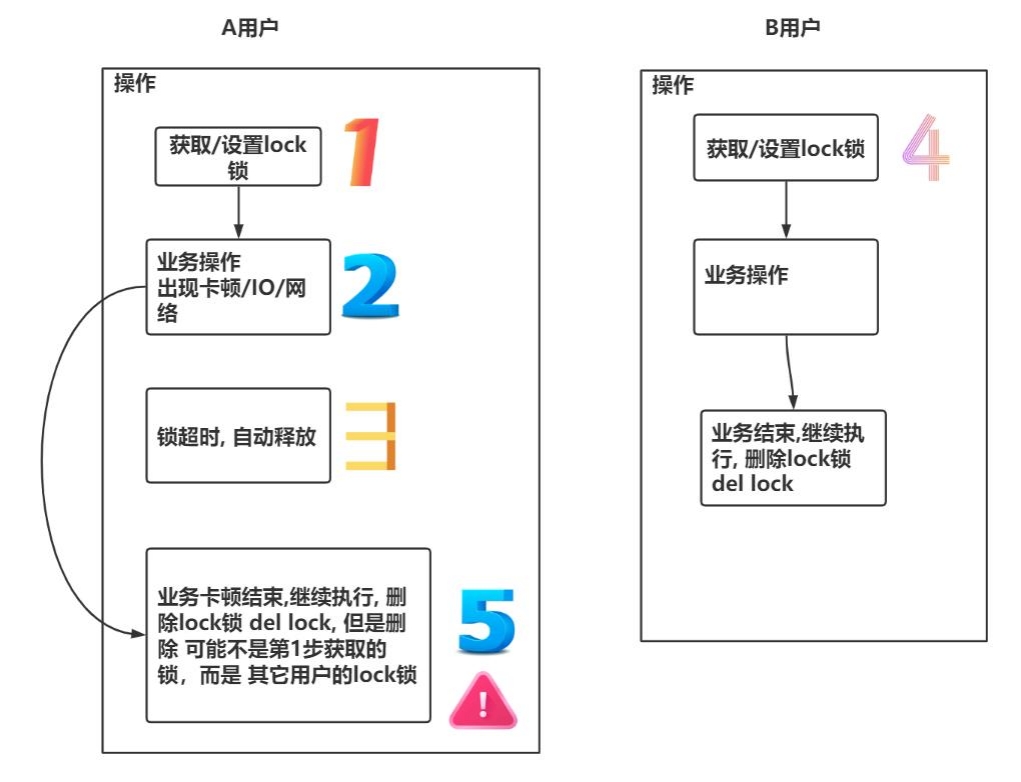 A用户
操作
获取/设置lock
锁
1
业务操作
出现卡顿/IO/网
络
2
锁超时, 自动释放
3
业务卡顿结束,继续执行, 删
除lock锁 del lock, 但是删
除 可能不是第1步获取的
锁，而是 其它用户的lock锁
5
!
B用户
操作
获取/设置lock锁
4
业务操作
业务结束,继续执
行, 删除lock锁
del lock